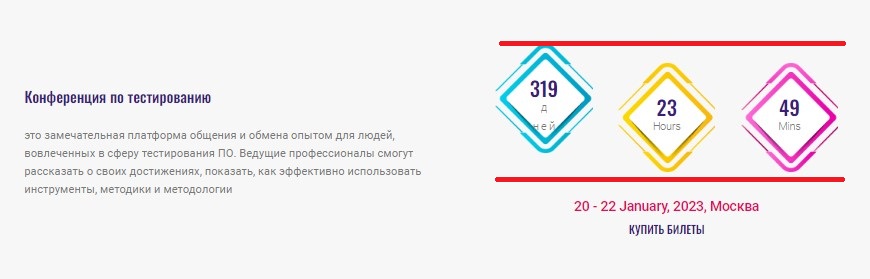 Конференция по тестированию
это замечательная платформа общения и обмена опытом для людей,
вовлеченных в сферу тестирования ПО. Ведущие профессионалы смогут
рассказать о своих достижениях, показать, как эффективно использовать
инструменты, методики и методологии
319
д
ней
23
Hours
49
Mins
20 - 22 January, 2023, Москва
КУПИТЬ БИЛЕТЫ